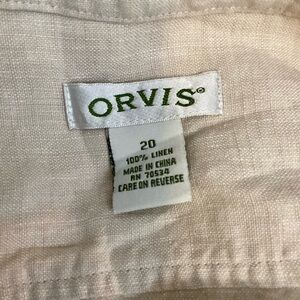 ORVIS®
20
100% LINEN
MADE IN CHINA
RN 70534
CARE ON REVERSE